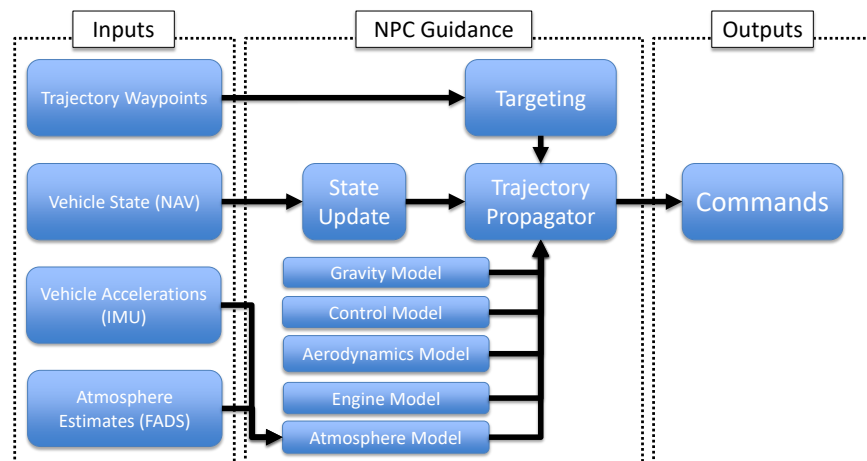 Inputs
NPC Guidance
Outputs
Trajectory Waypoints
Targeting
Vehicle State (NAV)
State
Update
Trajectory
Propagator
Commands
Vehicle Accelerations
(IMU)
Gravity Model
Control Model
Aerodynamics Model
Engine Model
Atmosphere
Estimates (FADS)
Atmosphere Model